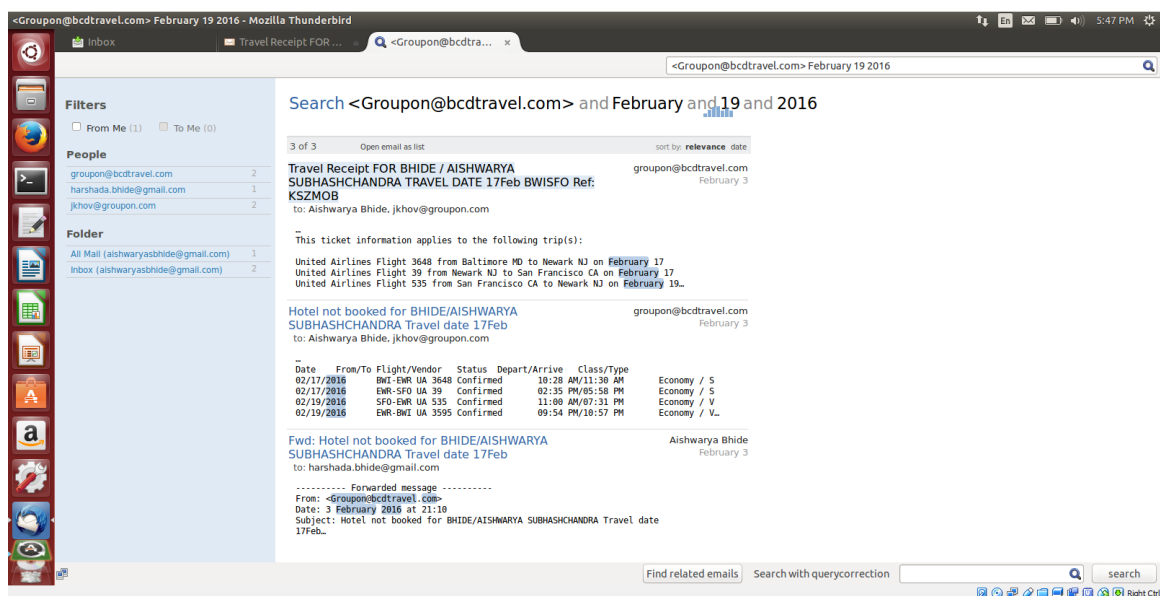 <Groupon@bcdtravel.com> February 19 2016 - Mozilla Thunderbird
En
5:47 PM
Inbox
Travel Receipt FOR ...
<Groupon@bcdtra... ×
<Groupon@bcdtravel.com> February 19 2016
Filters
From Me (1) To Me (0)
People
groupon@bcdtravel.com 2
harshada.bhide@gmail.com 1
jkhov@groupon.com 2
Folder
All Mail (aishwaryasbhide@gmail.com) 1
Inbox (aishwaryasbhide@gmail.com) 2
Search <Groupon@bcdtravel.com> and February and 19 and 2016
3 of 3 Open email as list sort by: relevance date
Travel Receipt FOR BHIDE / AISHWARYA groupon@bcdtravel.com
SUBHASHCHANDRA TRAVEL DATE 17Feb BWISFO Ref: February 3
KSZMOB
to: Aishwarya Bhide, jkhov@groupon.com
…
This ticket information applies to the following trip(s):
United Airlines Flight 3648 from Baltimore MD to Newark NJ on February 17
United Airlines Flight 39 from Newark NJ to San Francisco CA on February 17
United Airlines Flight 535 from San Francisco CA to Newark NJ on February 19…
Hotel not booked for BHIDE/AISHWARYA groupon@bcdtravel.com
SUBHASHCHANDRA Travel date 17Feb February 3
to: Aishwarya Bhide, jkhov@groupon.com
…
Date From/To Flight/Vendor Status Depart/Arrive Class/Type
02/17/2016 BWI-EWR UA 3648 Confirmed 10:28 AM/11:30 AM Economy / S
02/17/2016 EWR-SFO UA 39 Confirmed 02:35 PM/05:58 PM Economy / S
02/19/2016 SFO-EWR UA 535 Confirmed 11:00 AM/07:31 PM Economy / V
02/19/2016 EWR-BWI UA 3595 Confirmed 09:54 PM/10:57 PM Economy / V…
Fwd: Hotel not booked for BHIDE/AISHWARYA Aishwarya Bhide
SUBHASHCHANDRA Travel date 17Feb February 3
to: harshada.bhide@gmail.com
---------- Forwarded message ----------
From: <Groupon@bcdtravel.com>
Date: 3 February 2016 at 21:10
Subject: Hotel not booked for BHIDE/AISHWARYA SUBHASHCHANDRA Travel date
17Feb…
Find related emails Search with querycorrection search
Right Ctrl